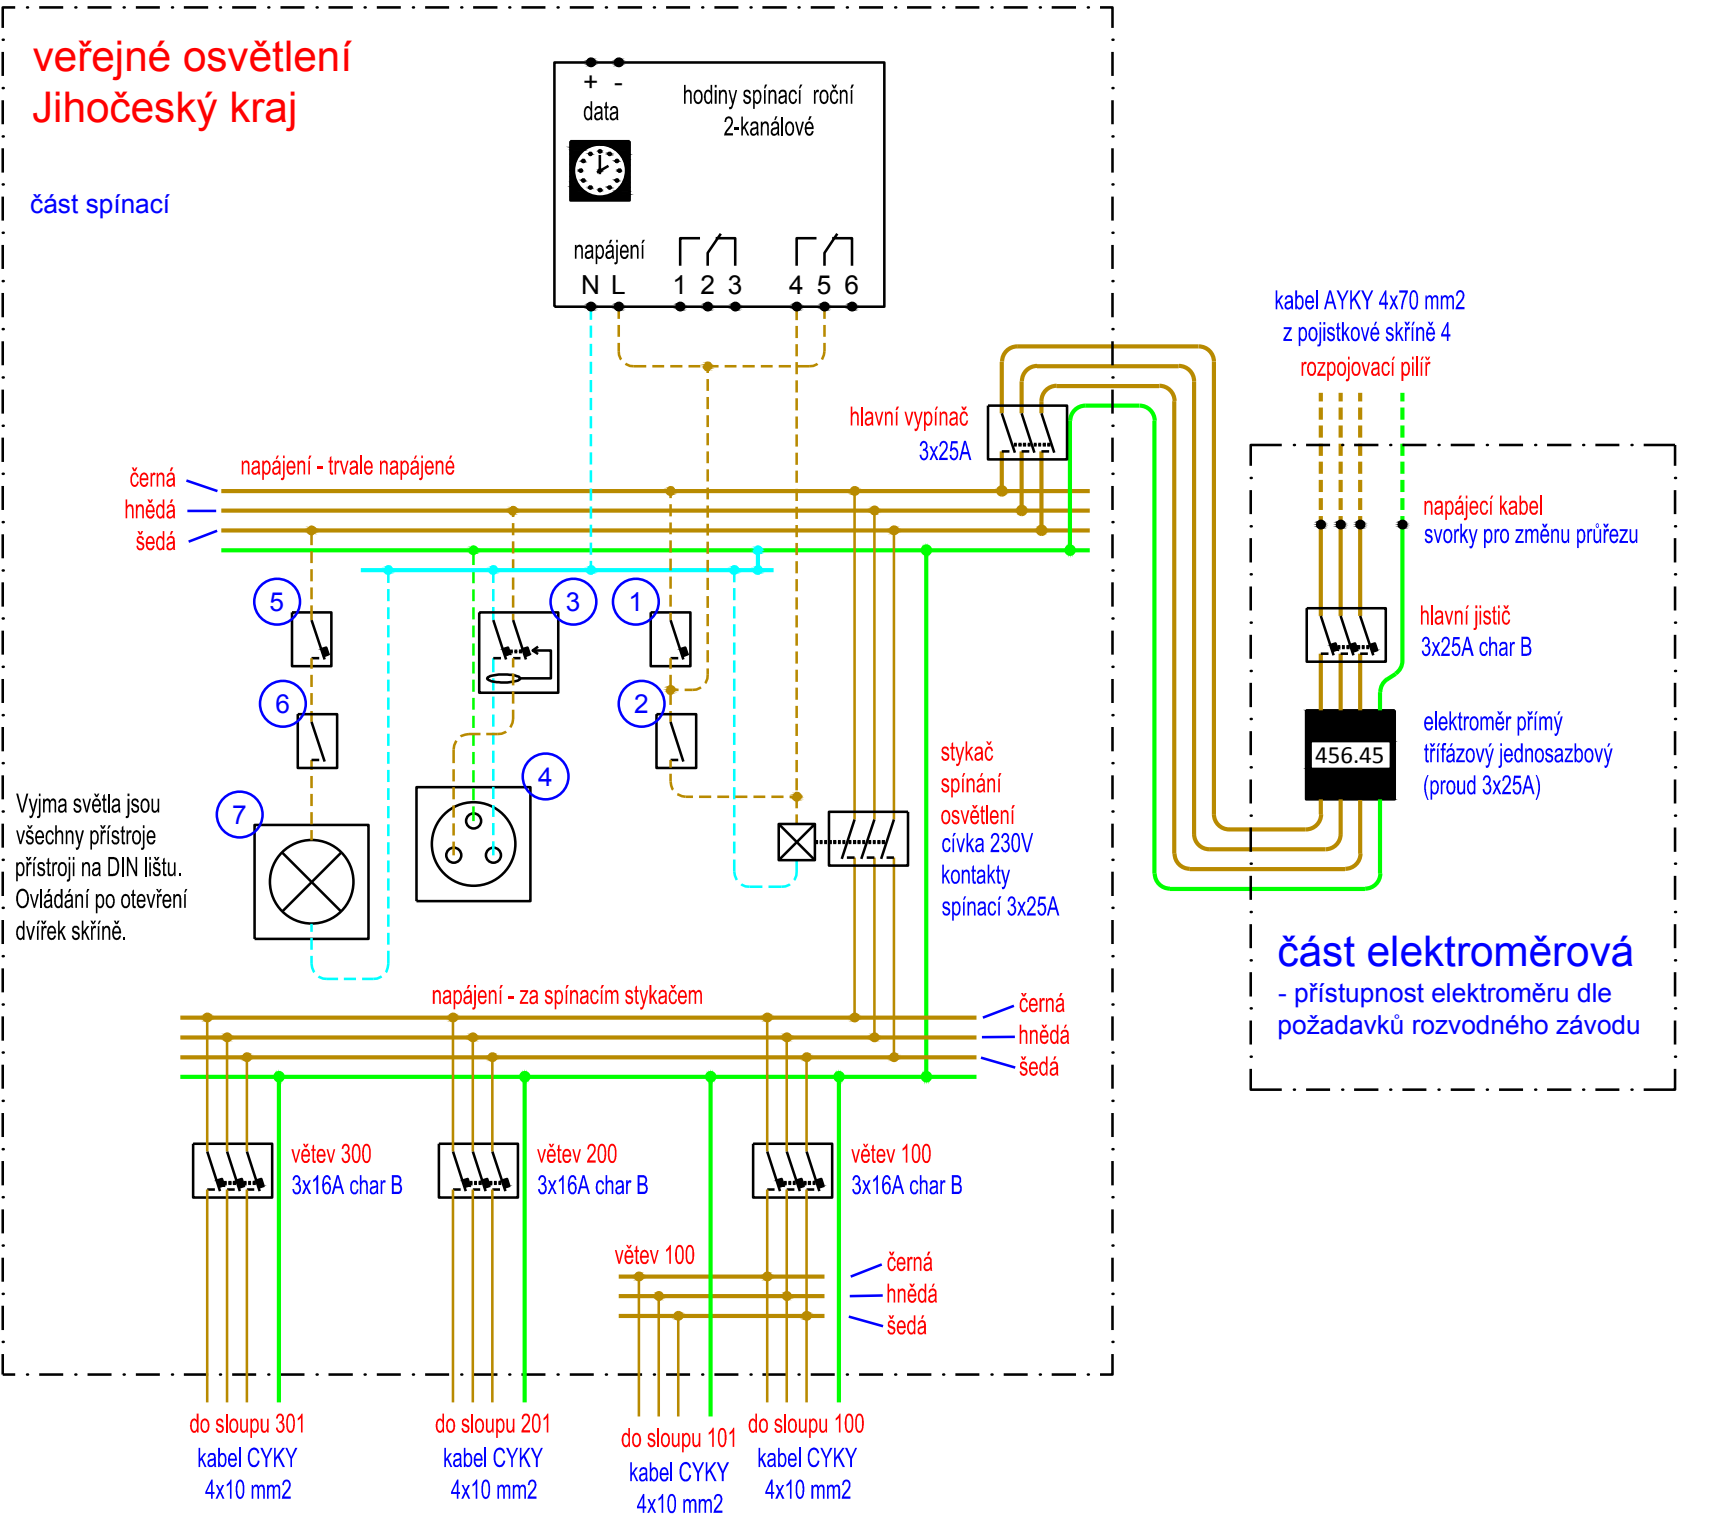 veřejné osvětlení
Jihočeský kraj
část spínací
+ -
data
hodiny spínací roční
2-kanálové
napájení
N L 1 2 3 4 5 6
kabel AYKY 4x70 mm2
z pojistkové skříně 4
rozpojovací pilíř
hlavní vypínač
3x25A
napájení - trvale napájené
černá
hnědá
šedá
napájecí kabel
svorky pro změnu průřezu
5
3
1
hlavní jistič
3x25A char B
6
2
4
7
456.45
elektroměr přímý
třífázový jednosazbový
(proud 3x25A)
stykač
spínání
osvětlení
cívka 230V
kontakty
spínací 3x25A
Vyjma světla jsou
všechny přístroje
přístroji na DIN lištu.
Ovládání po otevření
dvířek skříně.
část elektroměrová
- přístupnost elektroměru dle
požadavků rozvodného závodu
napájení - za spínacím stykačem
černá
hnědá
šedá
větev 300
3x16A char B
větev 200
3x16A char B
větev 100
3x16A char B
větev 100
černá
hnědá
šedá
do sloupu 301
kabel CYKY
4x10 mm2
do sloupu 201
kabel CYKY
4x10 mm2
do sloupu 101
kabel CYKY
4x10 mm2
do sloupu 100
kabel CYKY
4x10 mm2